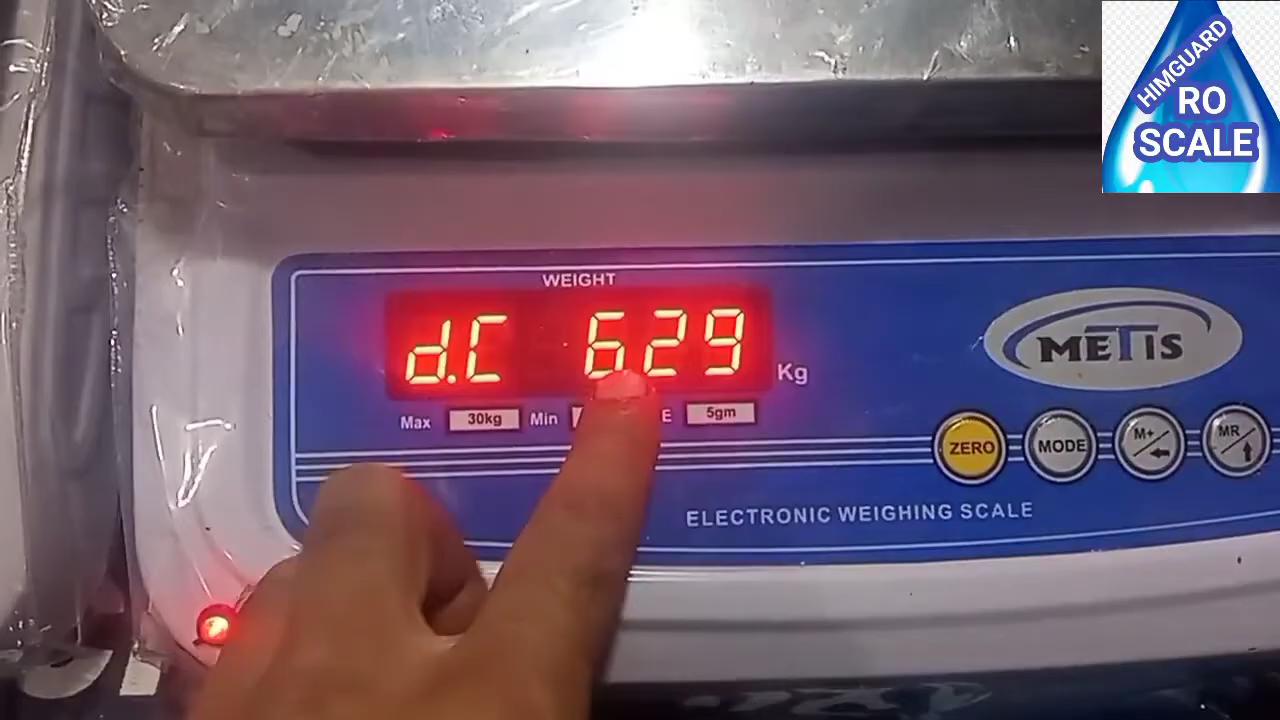 HIMGUARD
RO
SCALE
WEIGHT
d.C 629
Kg
Max 30kg Min E 5gm
METIS
ZERO MODE M+ MR
ELECTRONIC WEIGHING SCALE